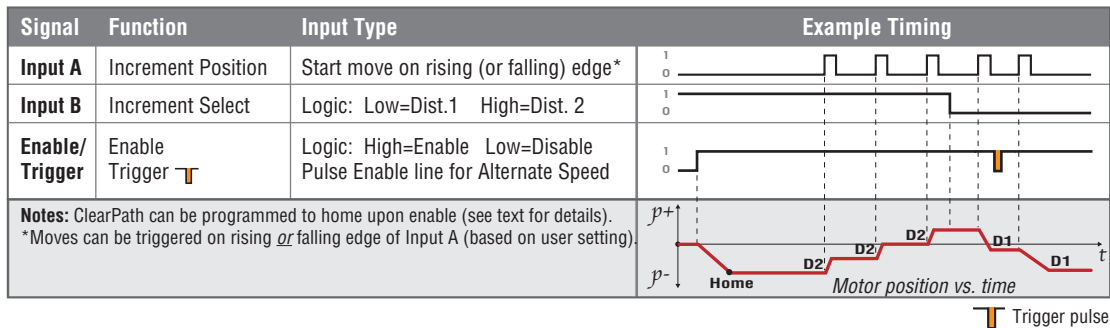 Signal Function Input Type Example Timing
Input A Increment Position Start move on rising (or falling) edge* 1
0
Input B Increment Select Logic: Low=Dist.1 High=Dist. 2 1
0
Enable/ Enable Logic: High=Enable Low=Disable 1
Trigger Trigger Pulse Enable line for Alternate Speed 0
Notes: ClearPath can be programmed to home upon enable (see text for details).
*Moves can be triggered on rising or falling edge of Input A (based on user setting).
p+
D2 D2 D2 D1 D1 t
p- Home Motor position vs. time
Trigger pulse